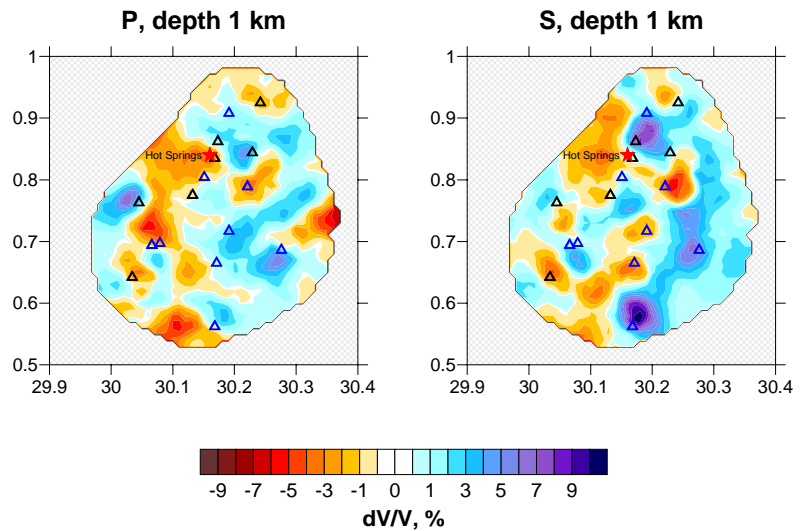 P, depth 1 km
S, depth 1 km
1
0.9
0.8
0.7
0.6
0.5
29.9 30 30.1 30.2 30.3 30.4
Hot Springs
1
0.9
0.8
0.7
0.6
0.5
29.9 30 30.1 30.2 30.3 30.4
Hot Springs
-9 -7 -5 -3 -1 0 1 3 5 7 9
dV/V, %